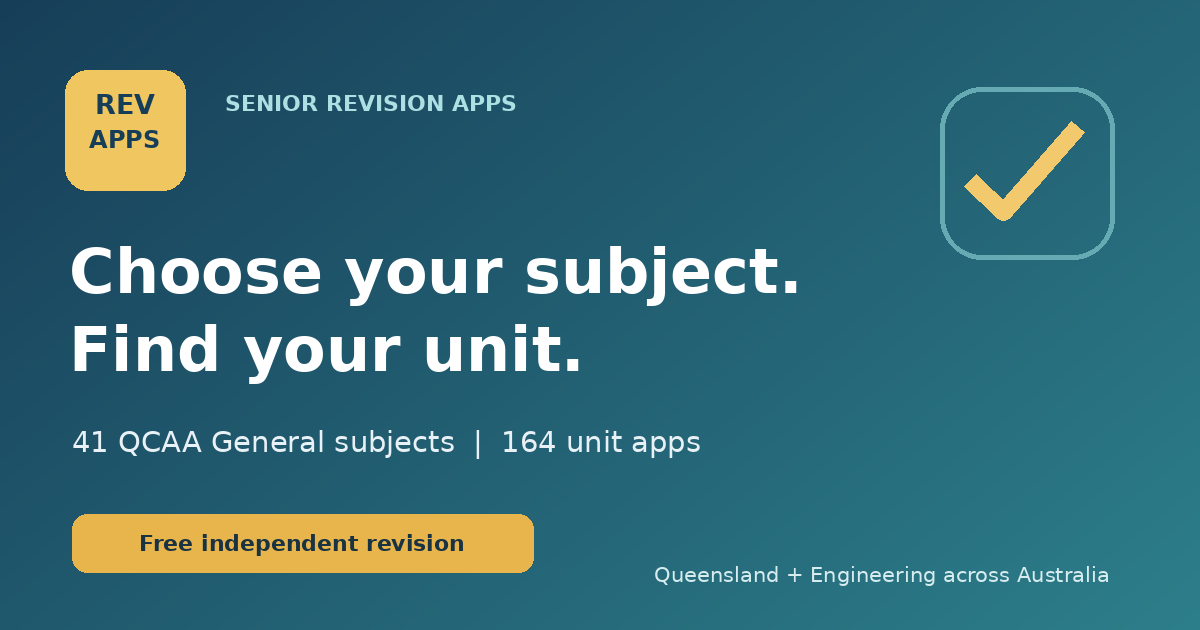 REV
APPS
SENIOR REVISION APPS
Choose your subject.
Find your unit.
41 QCAA General subjects | 164 unit apps
Free independent revision
Queensland + Engineering across Australia